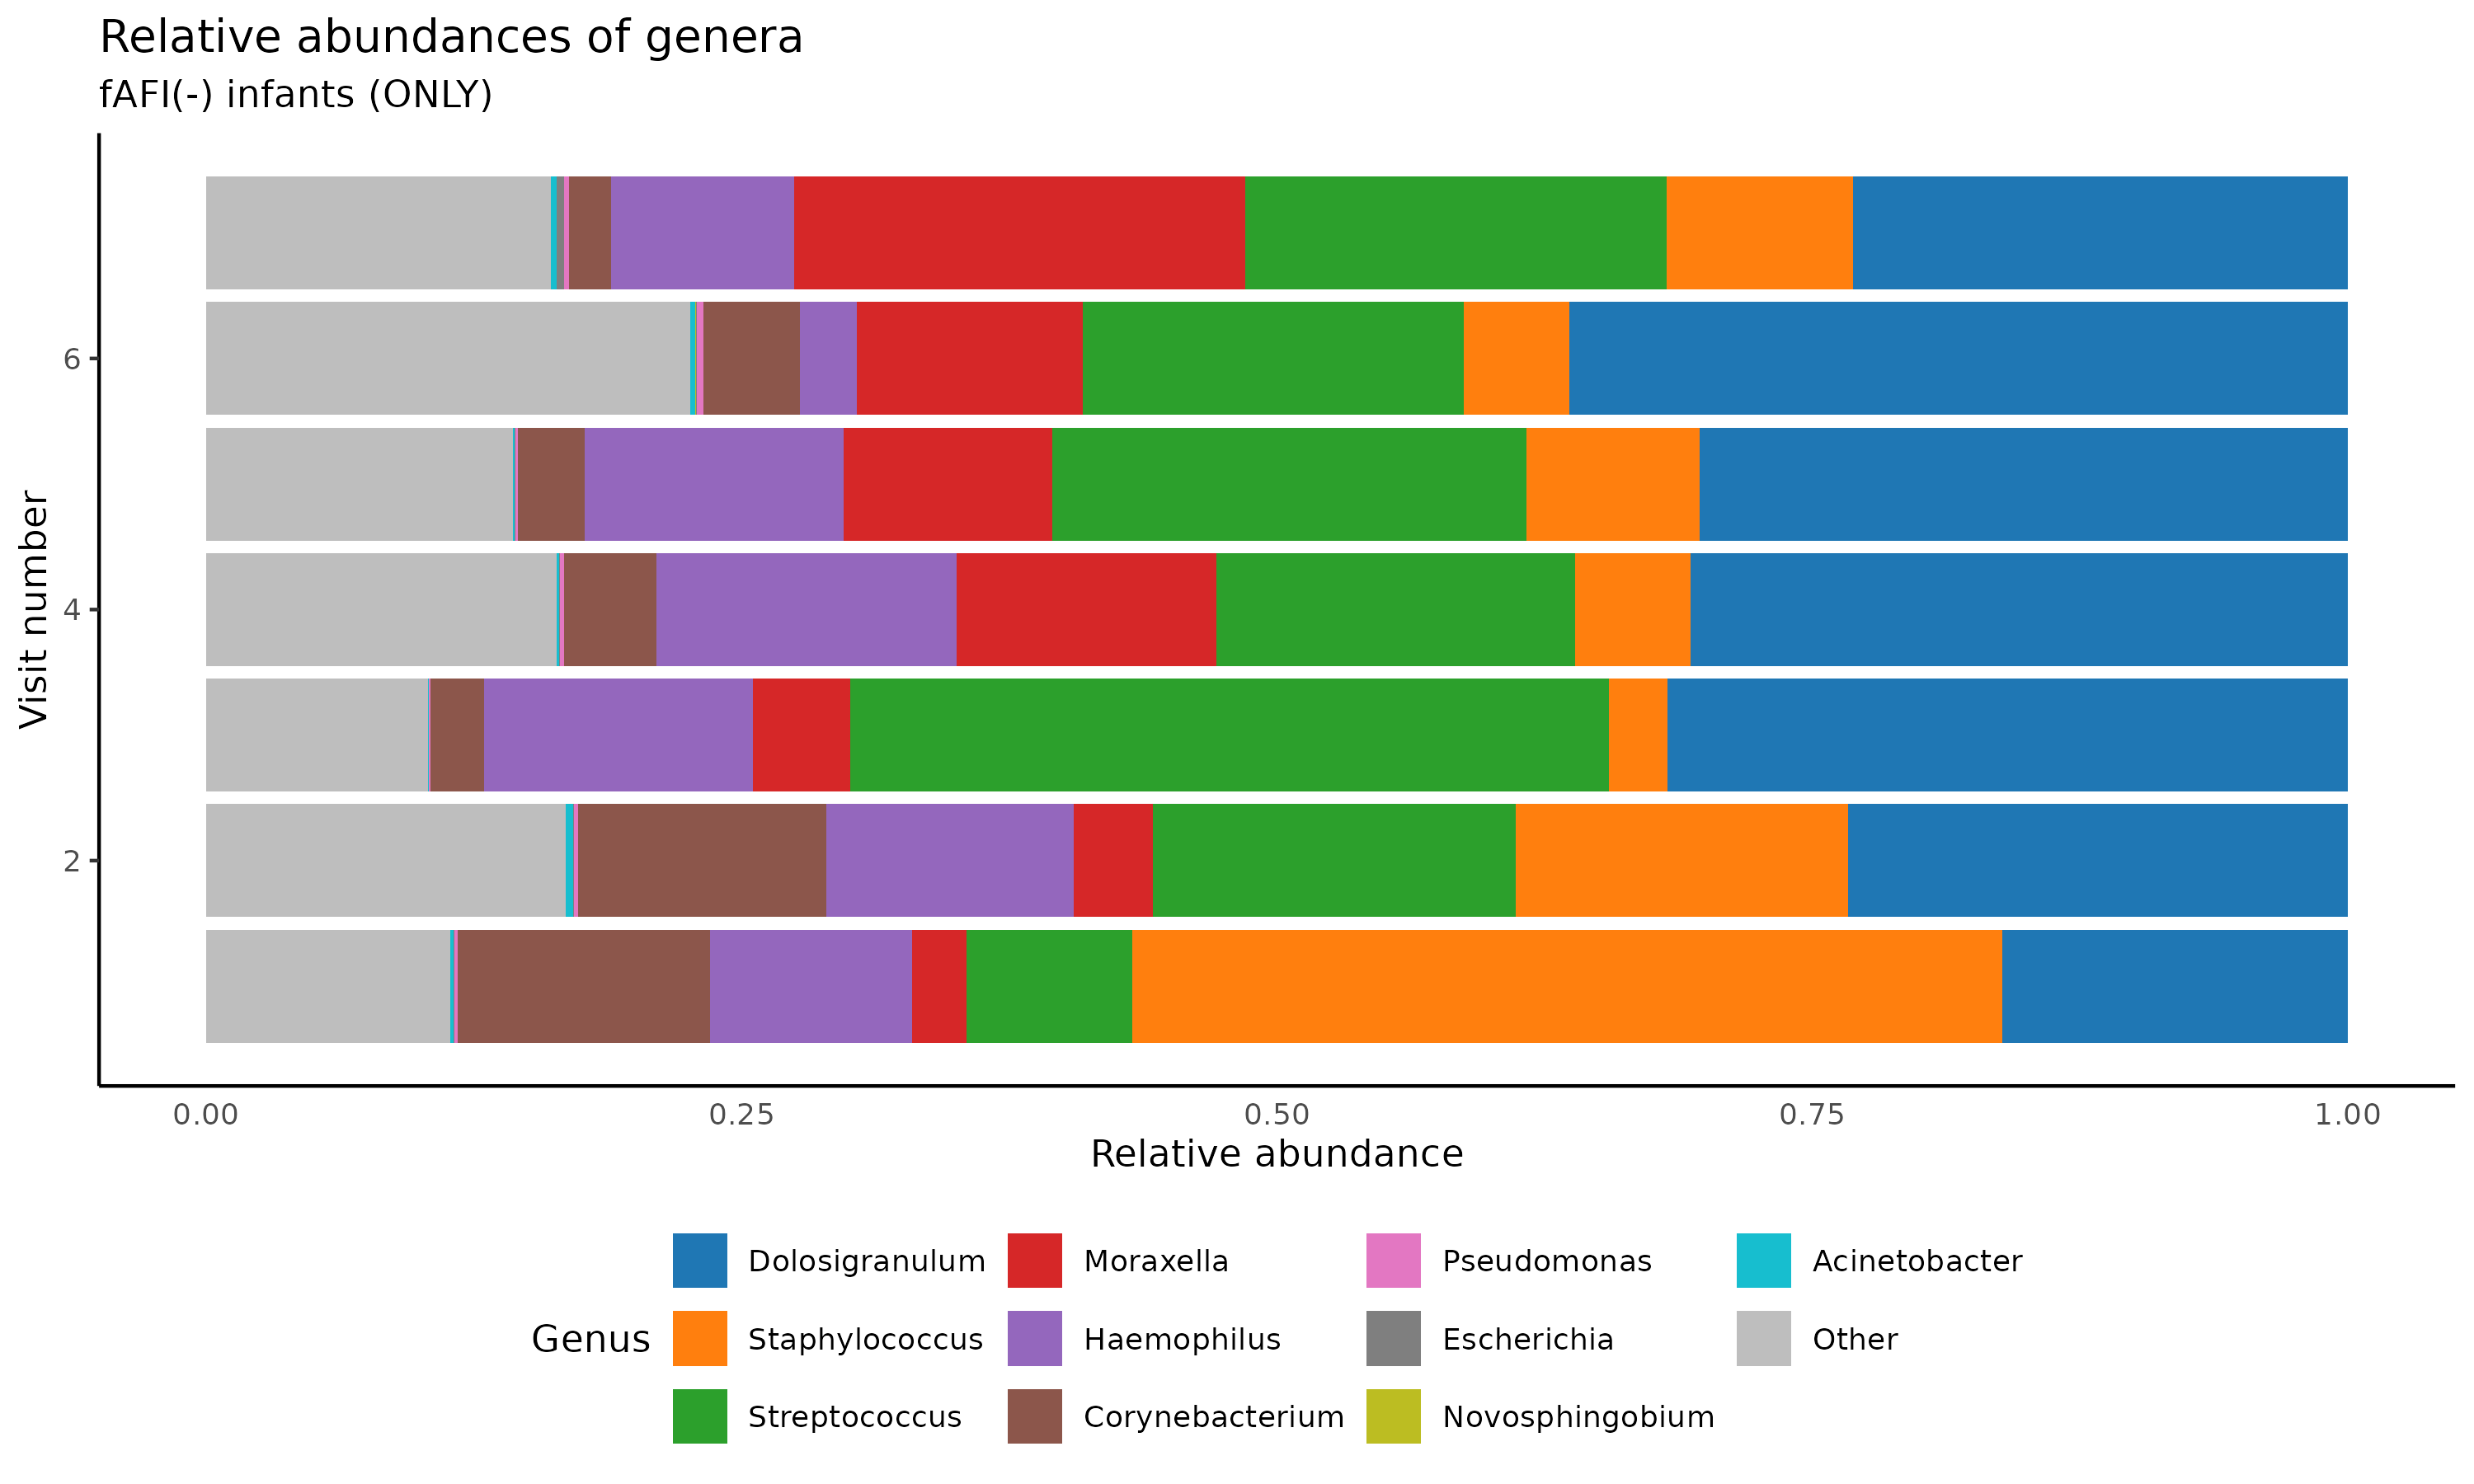 Relative abundances of genera
fAFI(-) infants (ONLY)
Visit number
6
4
2
0.00 0.25 0.50 0.75 1.00
Relative abundance
Genus
Dolosigranulum Moraxella Pseudomonas Acinetobacter
Staphylococcus Haemophilus Escherichia Other
Streptococcus Corynebacterium Novosphingobium